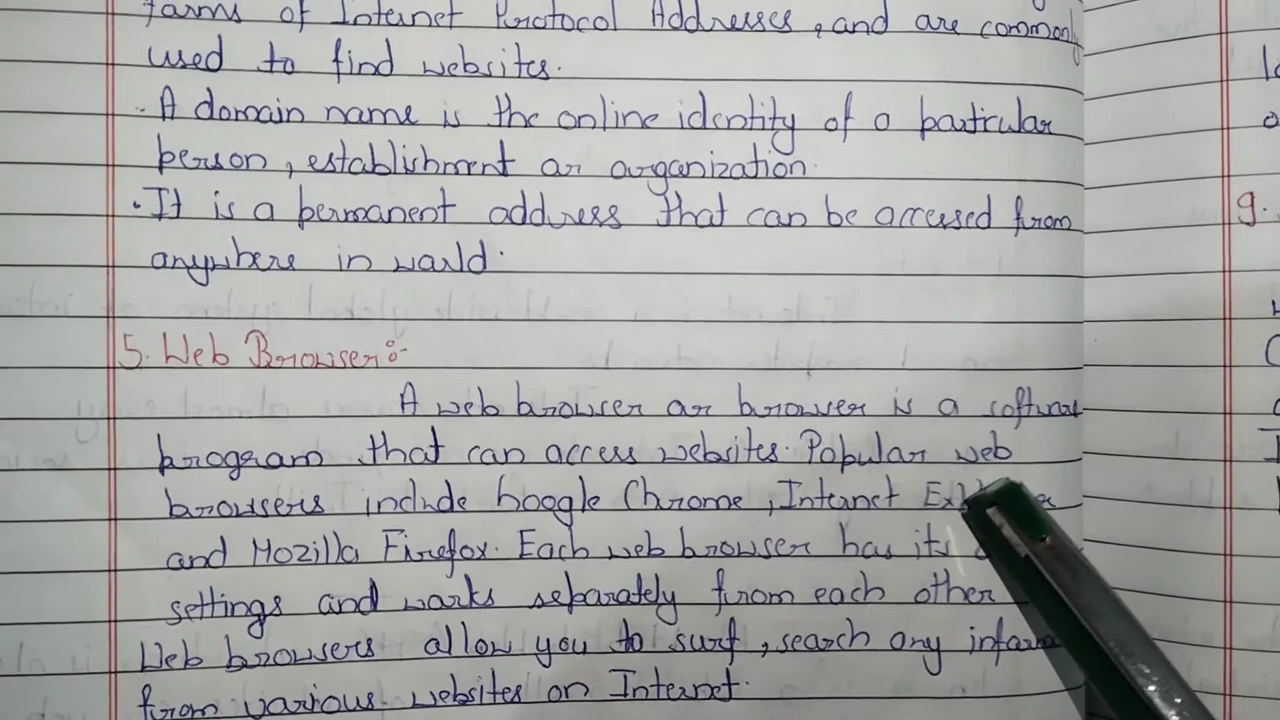 forms of Internet Protocol Addresses, and are commonly
used to find websites.
· A domain name is the online identity of a particular
person, establishment or organization.
· It is a permanent address that can be accessed from
anywhere in world.
5. Web Browser:-
A web browser or browser is a software
program that can access websites. Popular web
browsers include Google Chrome, Internet
and Mozilla Firefox. Each web browser has its
settings and works separately from each other
Web browsers allow you to surf, search any
from various websites on Internet.
9.